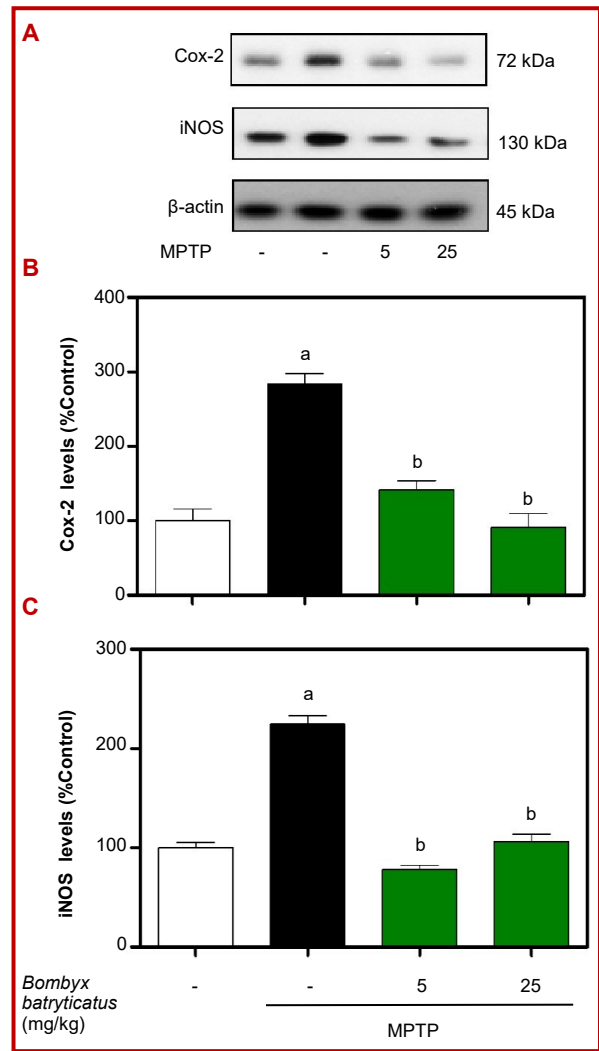 A
Cox-2 72 kDa
iNOS 130 kDa
β-actin 45 kDa
MPTP - - 5 25
B
400
300
200
100
0
Cox-2 levels (%Control)
a
b
b
C
300
200
100
0
iNOS levels (%Control)
a
b
b
Bombyx
batryticatus
(mg/kg)
- - 5 25
MPTP